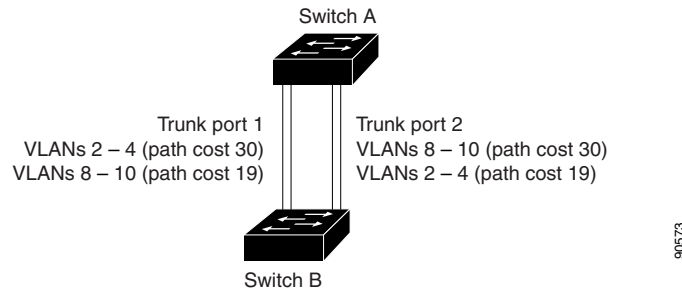 Switch A
Trunk port 1
VLANs 2 – 4 (path cost 30)
VLANs 8 – 10 (path cost 19)
Trunk port 2
VLANs 8 – 10 (path cost 30)
VLANs 2 – 4 (path cost 19)
90573
Switch B